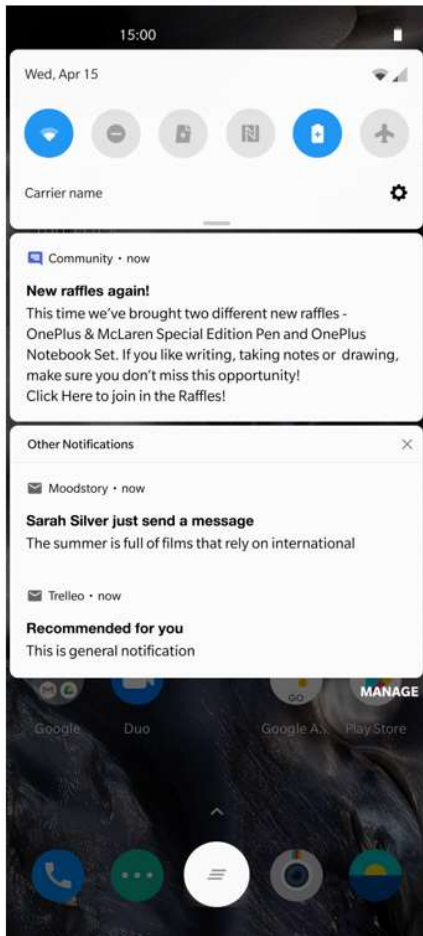 15:00
Wed, Apr 15
Carrier name
Community • now
New raffles again!
This time we've brought two different new raffles -
OnePlus & McLaren Special Edition Pen and OnePlus
Notebook Set. If you like writing, taking notes or drawing,
make sure you don't miss this opportunity!
Click Here to join in the Raffles!
Other Notifications
Moodstory • now
Sarah Silver just send a message
The summer is full of films that rely on international
Trelleo • now
Recommended for you
This is general notification
GO
MANAGE
Google Duo Google A... Play Store